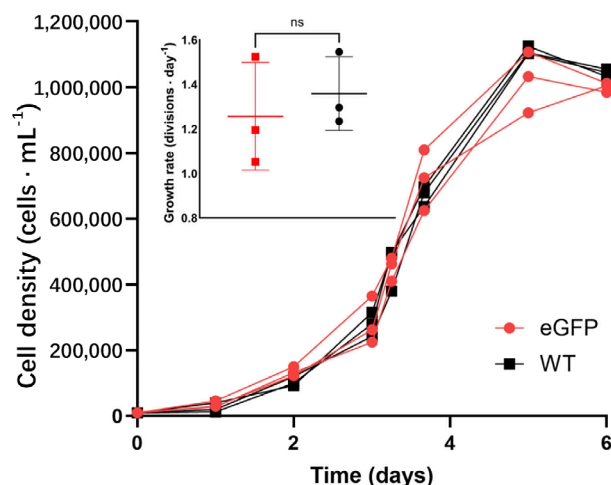 1,200,000
1,000,000
800,000
600,000
400,000
200,000
0
Cell density (cells · mL⁻¹)
ns
1.6
1.4
1.2
1.0
0.8
Growth rate (divisions · day⁻¹)
eGFP
WT
0 2 4 6
Time (days)